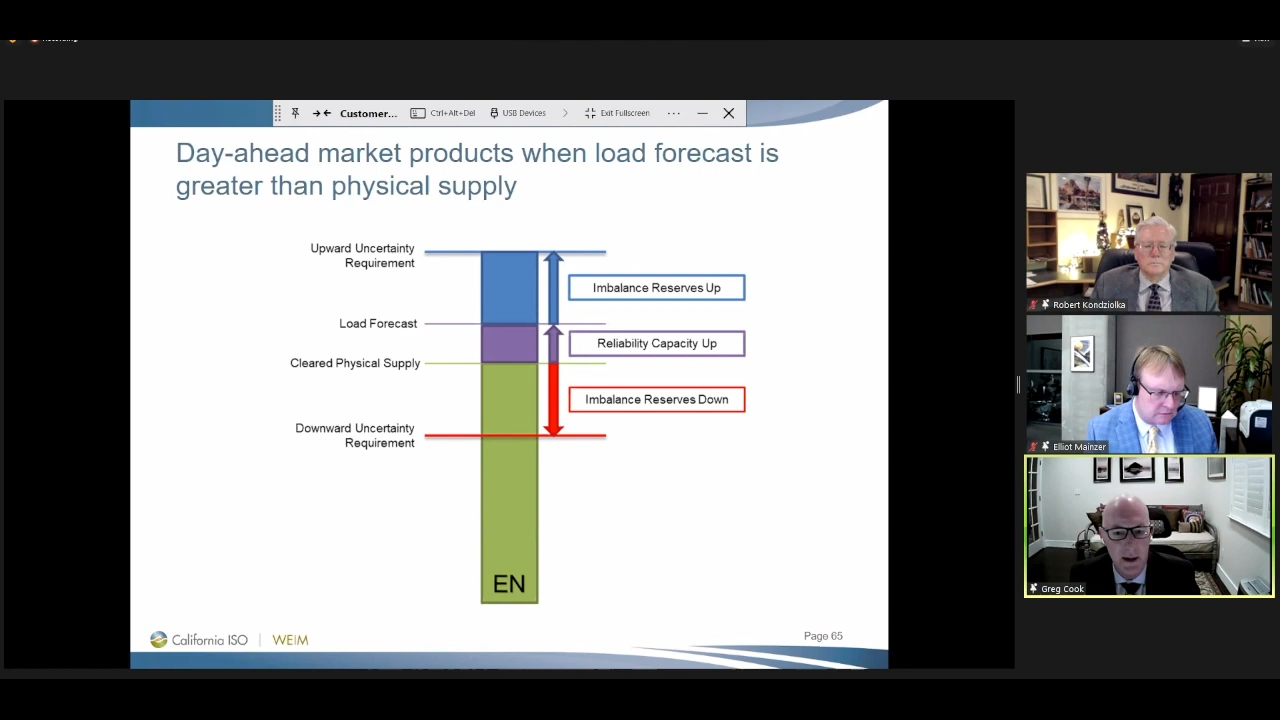 Recording
View
Customer...
Ctrl+Alt+Del
USB Devices
Exit Fullscreen
Day-ahead market products when load forecast is
greater than physical supply
Upward Uncertainty
Requirement
Imbalance Reserves Up
Load Forecast
Reliability Capacity Up
Cleared Physical Supply
Imbalance Reserves Down
Downward Uncertainty
Requirement
EN
California ISO
WEIM
Page 65
Robert Kondziolka
Elliot Mainzer
Greg Cook